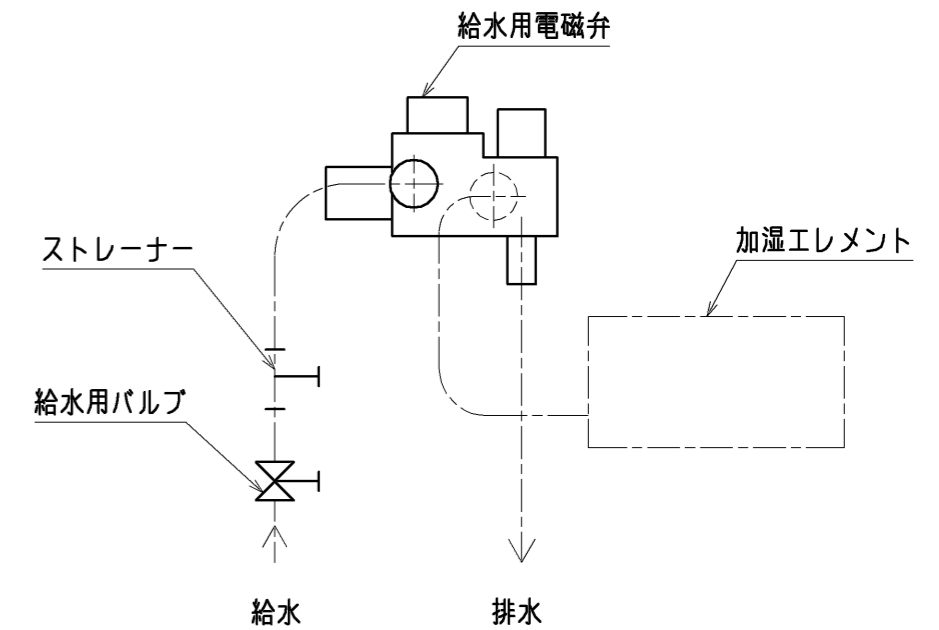 給水用電磁弁
ストレーナー
加湿エレメント
給水用バルブ
給水
排水